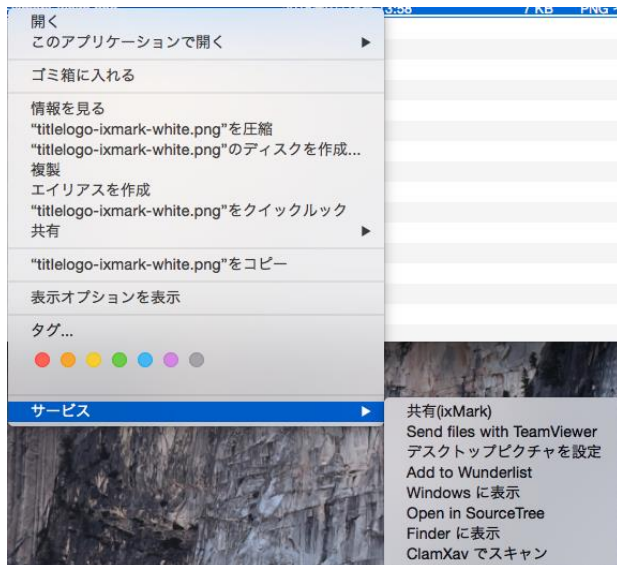 3:58 7 KB PNG
開く
このアプリケーションで開く
ゴミ箱に入れる
情報を見る
“titlelogo-ixmark-white.png”を圧縮
“titlelogo-ixmark-white.png”のディスクを作成...
複製
エイリアスを作成
“titlelogo-ixmark-white.png”をクイックルック
共有
“titlelogo-ixmark-white.png”をコピー
表示オプションを表示
タグ...
サービス
共有(ixMark)
Send files with TeamViewer
デスクトップピクチャを設定
Add to Wunderlist
Windows に表示
Open in SourceTree
Finder に表示
ClamXav でスキャン